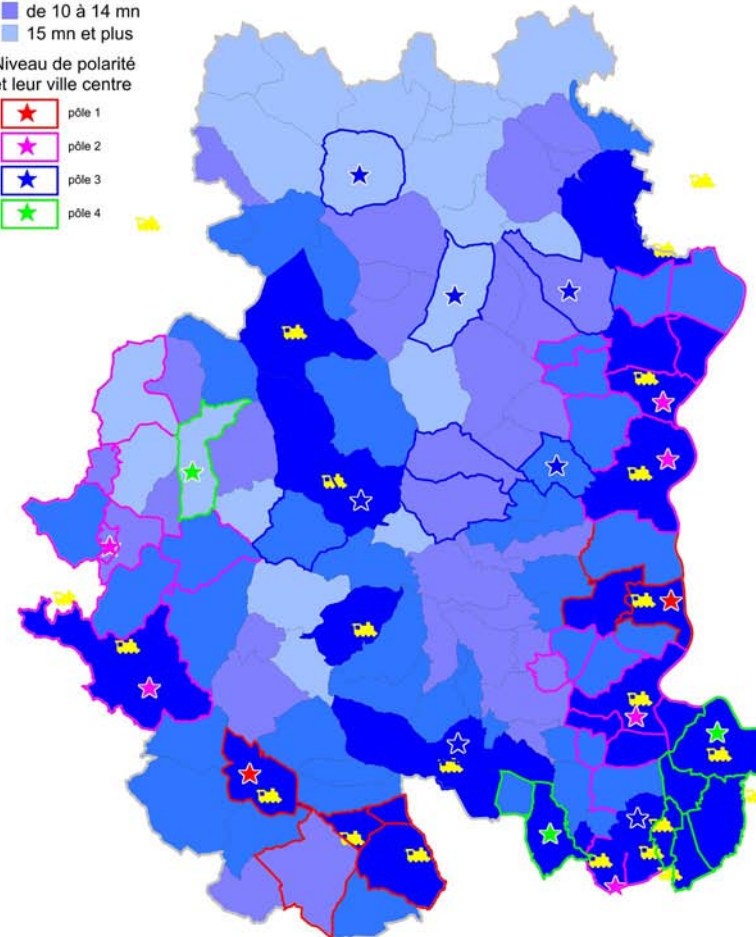 de 10 à 14 mn
15 mn et plus
Niveau de polarité
et leur ville centre
pôle 1
pôle 2
pôle 3
pôle 4